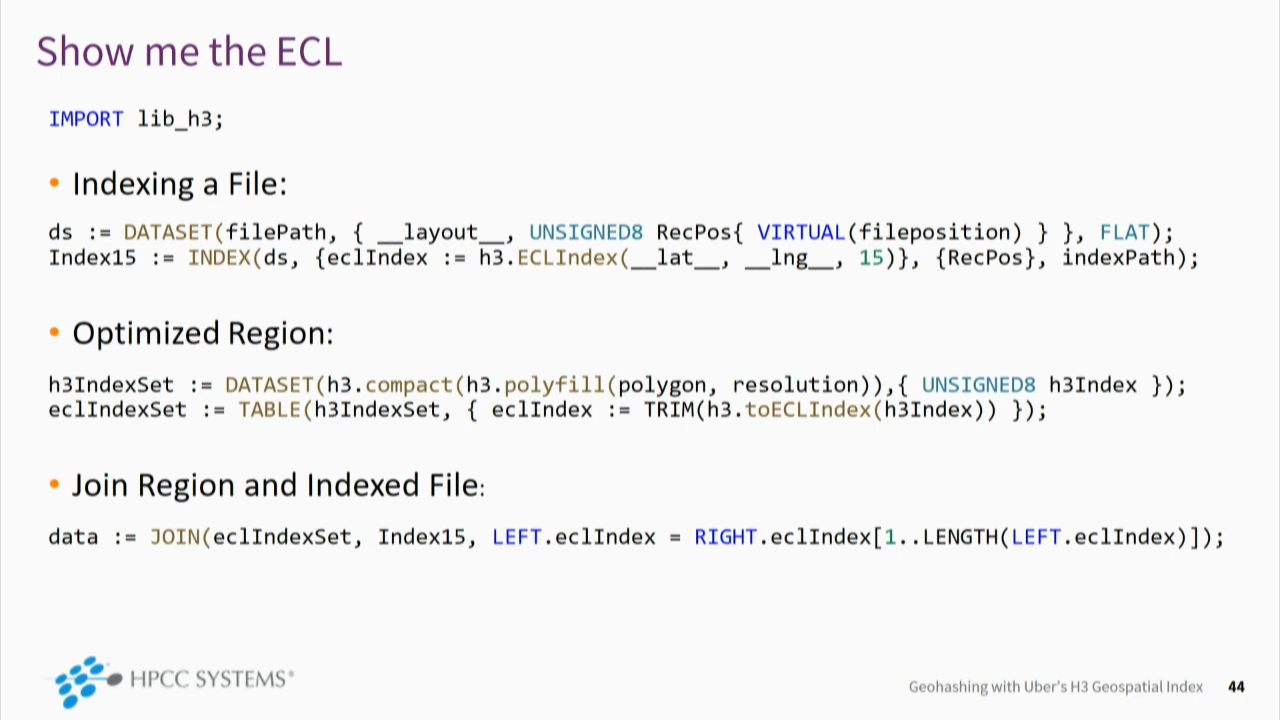 Show me the ECL
IMPORT lib_h3;
• Indexing a File:
ds := DATASET(filePath, { __layout__, UNSIGNED8 RecPos{ VIRTUAL(fileposition) } }, FLAT);
Index15 := INDEX(ds, {eclIndex := h3.ECLIndex(__lat__, __lng__, 15)}, {RecPos}, indexPath);
• Optimized Region:
h3IndexSet := DATASET(h3.compact(h3.polyfill(polygon, resolution)),{ UNSIGNED8 h3Index });
eclIndexSet := TABLE(h3IndexSet, { eclIndex := TRIM(h3.toECLIndex(h3Index)) });
• Join Region and Indexed File:
data := JOIN(eclIndexSet, Index15, LEFT.eclIndex = RIGHT.eclIndex[1..LENGTH(LEFT.eclIndex)]);
HPCC SYSTEMS®
Geohashing with Uber's H3 Geospatial Index 44